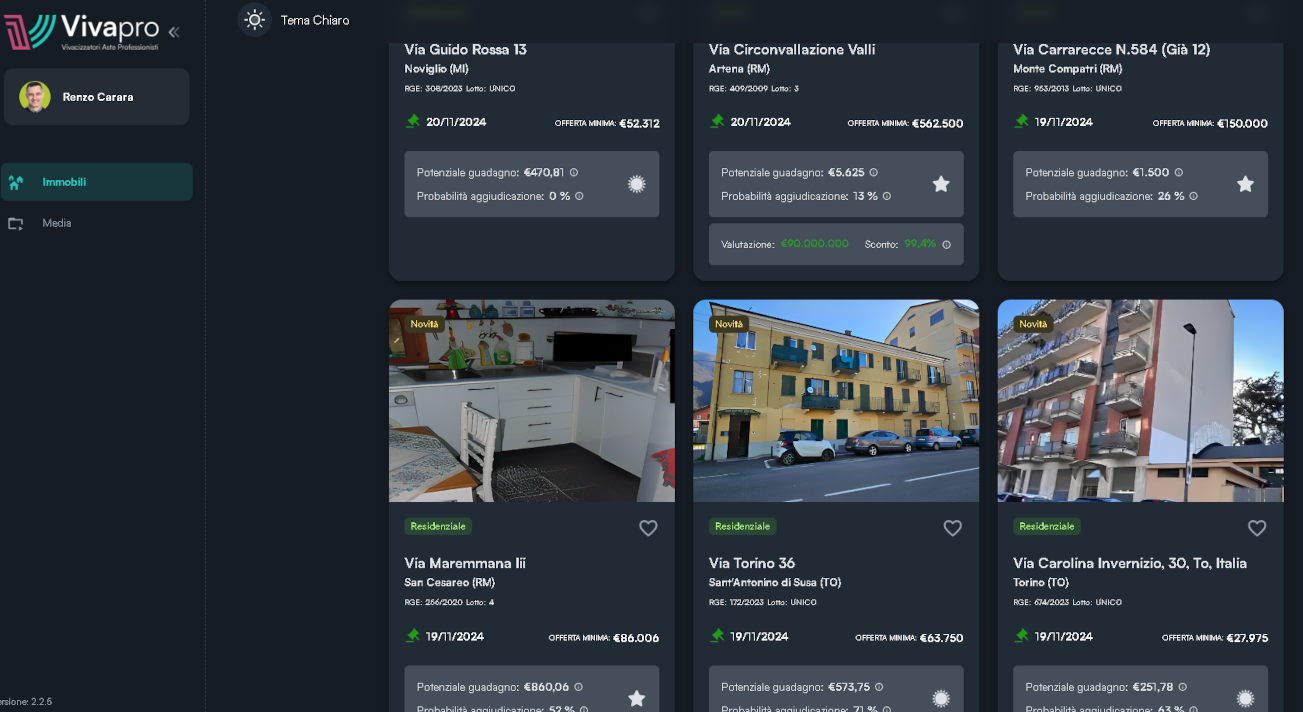 Vivapro
Vivacizzatori Aste Professionisti
Tema Chiaro
Renzo Carara
Immobili
Media
Via Guido Rossa 13
Noviglio (MI)
RGE: 308/2023 Lotto: UNICO
20/11/2024 OFFERTA MINIMA: €52.312
Potenziale guadagno: €470,81
Probabilità aggiudicazione: 0 %
Via Circonvallazione Valli
Artena (RM)
RGE: 409/2009 Lotto: 3
20/11/2024 OFFERTA MINIMA: €562.500
Potenziale guadagno: €5.625
Probabilità aggiudicazione: 13 %
Valutazione: €90.000.000 Sconto: 99,4%
Via Carrarecce N.584 (Già 12)
Monte Compatri (RM)
RGE: 953/2013 Lotto: UNICO
19/11/2024 OFFERTA MINIMA: €150.000
Potenziale guadagno: €1.500
Probabilità aggiudicazione: 26 %
Novità
Residenziale
Via Maremmana Iii
San Cesareo (RM)
RGE: 256/2020 Lotto: 4
19/11/2024 OFFERTA MINIMA: €86.006
Potenziale guadagno: €860,06
Probabilità aggiudicazione: 52 %
Novità
Residenziale
Via Torino 36
Sant'Antonino di Susa (TO)
RGE: 172/2023 Lotto: UNICO
19/11/2024 OFFERTA MINIMA: €63.750
Potenziale guadagno: €573,75
Probabilità aggiudicazione: 71 %
Novità
Residenziale
Via Carolina Invernizio, 30, To, Italia
Torino (TO)
RGE: 674/2023 Lotto: UNICO
19/11/2024 OFFERTA MINIMA: €27.975
Potenziale guadagno: €251,78
Probabilità aggiudicazione: 63 %
ersione: 2.2.5